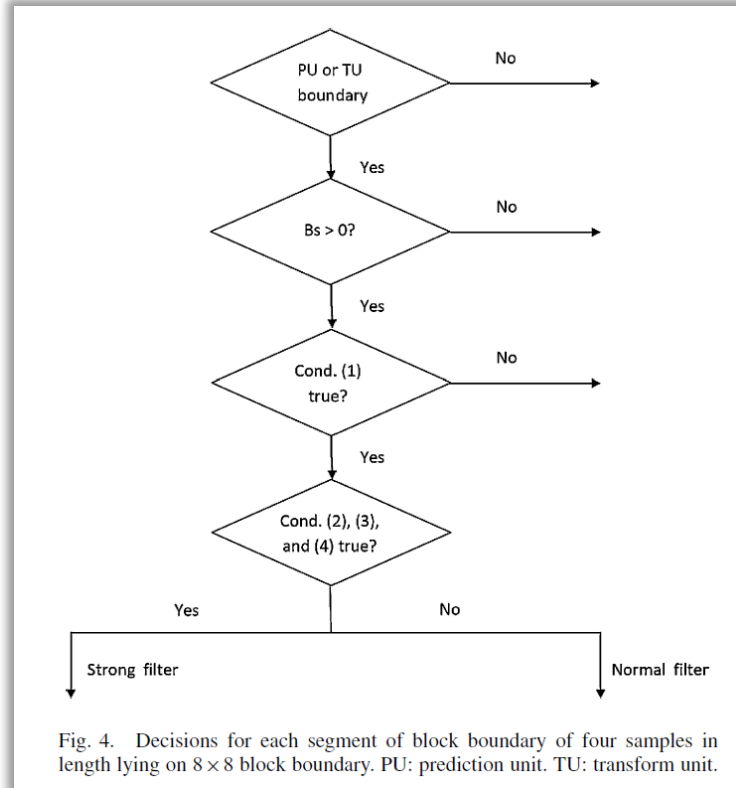 PU or TU
boundary
No
Yes
Bs > 0?
No
Yes
Cond. (1)
true?
No
Yes
Cond. (2), (3),
and (4) true?
Yes
No
Strong filter
Normal filter
Fig. 4. Decisions for each segment of block boundary of four samples in
length lying on 8 × 8 block boundary. PU: prediction unit. TU: transform unit.